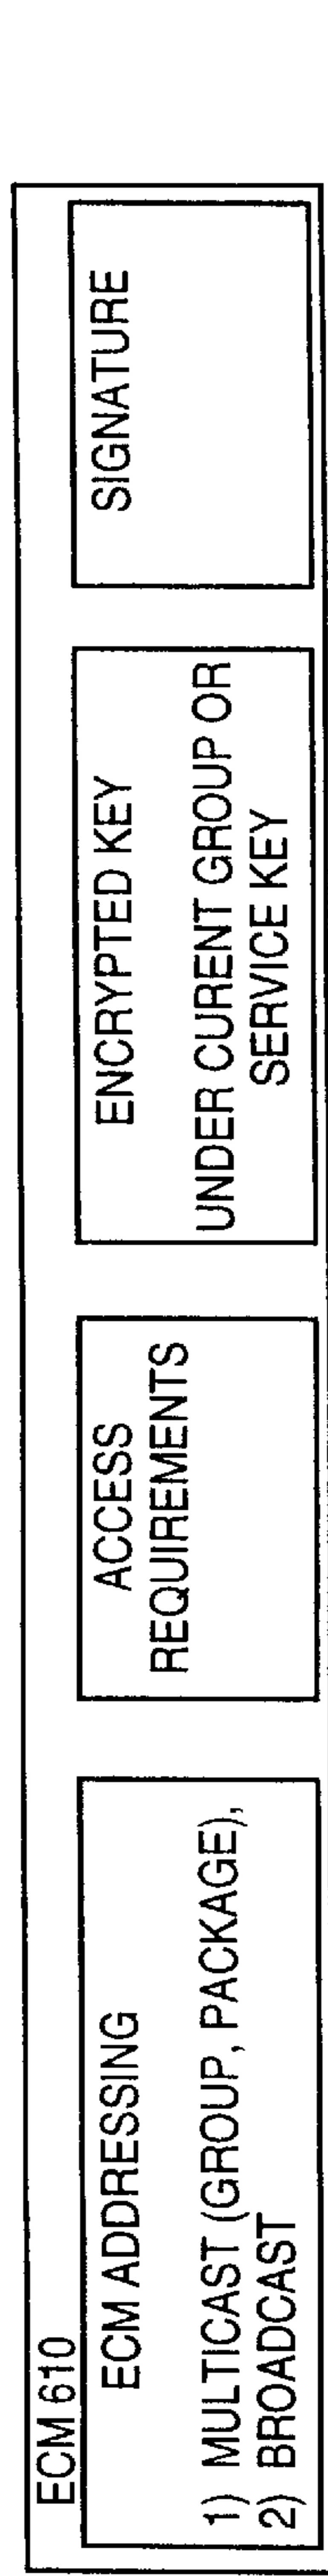 ECM 610
ECM ADDRESSING
1) MULTICAST (GROUP, PACKAGE),
2) BROADCAST
ACCESS
REQUIREMENTS
ENCRYPTED KEY
UNDER CURENT GROUP OR
SERVICE KEY
SIGNATURE